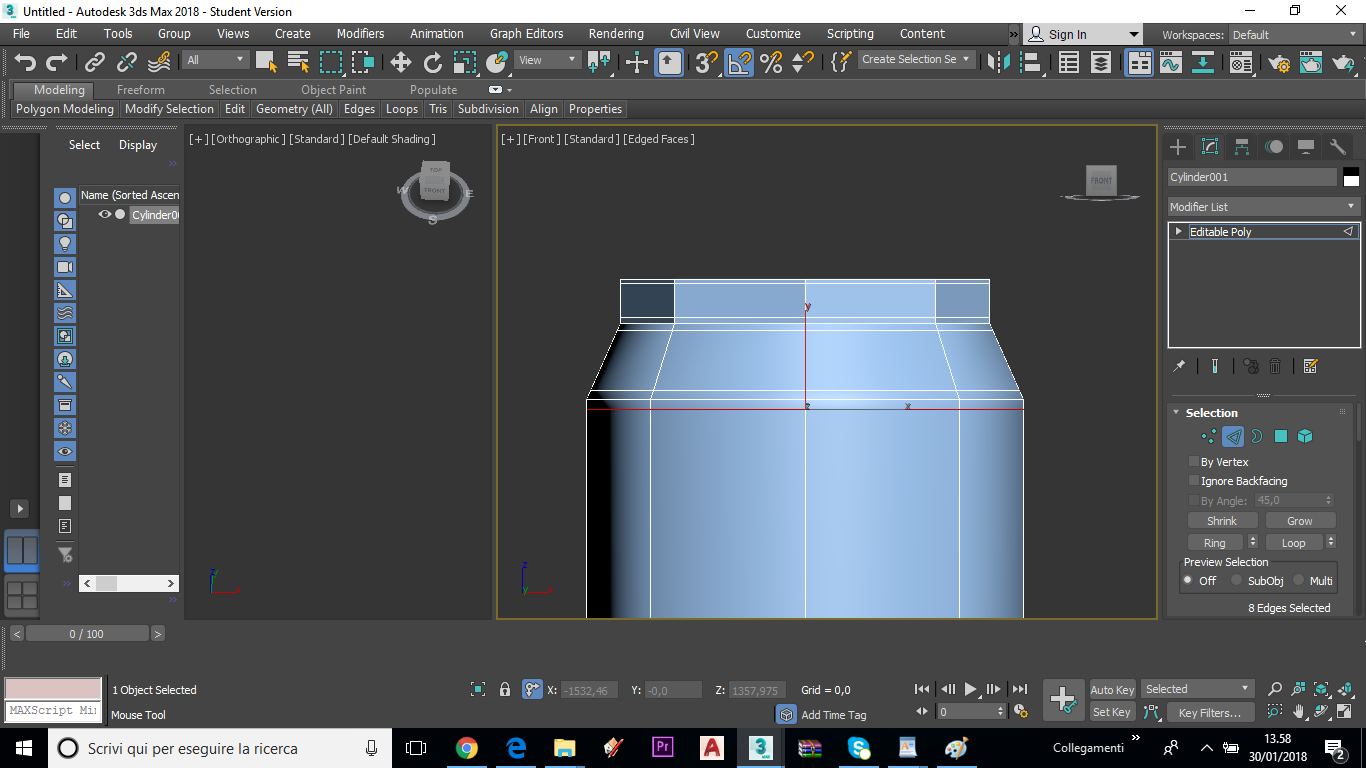 Untitled - Autodesk 3ds Max 2018 - Student Version
File Edit Tools Group Views Create Modifiers Animation Graph Editors Rendering Civil View Customize Scripting Content » Sign In Workspaces: Default
All View Create Selection Se
Modeling Freeform Selection Object Paint Populate
Polygon Modeling Modify Selection Edit Geometry (All) Edges Loops Tris Subdivision Align Properties
Select Display
Name (Sorted Ascen
Cylinder00
[+] [Orthographic ] [Standard ] [Default Shading ]
TOP
FRONT
W E
S
[+] [Front ] [Standard ] [Edged Faces ]
FRONT
y
z x
z
y
Cylinder001
Modifier List
Editable Poly
Selection
By Vertex
Ignore Backfacing
By Angle: 45,0
Shrink Grow
Ring Loop
Preview Selection
Off SubObj Multi
8 Edges Selected
< 0 / 100 >
MAXScript Mi
1 Object Selected X: -1532,46 Y: -0,0 Z: 1357,975 Grid = 0,0
Mouse Tool Add Time Tag
0
Auto Key Selected
Set Key Key Filters...
Scrivi qui per eseguire la ricerca
Pr A 3 MAX
Collegamenti »
13.58
30/01/2018
2